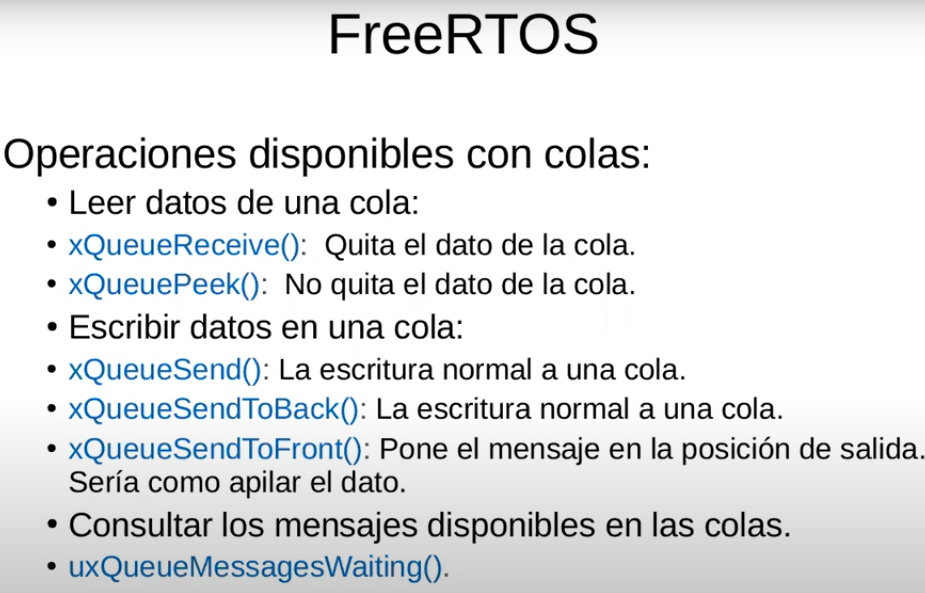 FreeRTOS
Operaciones disponibles con colas:
• Leer datos de una cola:
• xQueueReceive(): Quita el dato de la cola.
• xQueuePeek(): No quita el dato de la cola.
• Escribir datos en una cola:
• xQueueSend(): La escritura normal a una cola.
• xQueueSendToBack(): La escritura normal a una cola.
• xQueueSendToFront(): Pone el mensaje en la posición de salida.
Sería como apilar el dato.
• Consultar los mensajes disponibles en las colas.
• uxQueueMessagesWaiting().